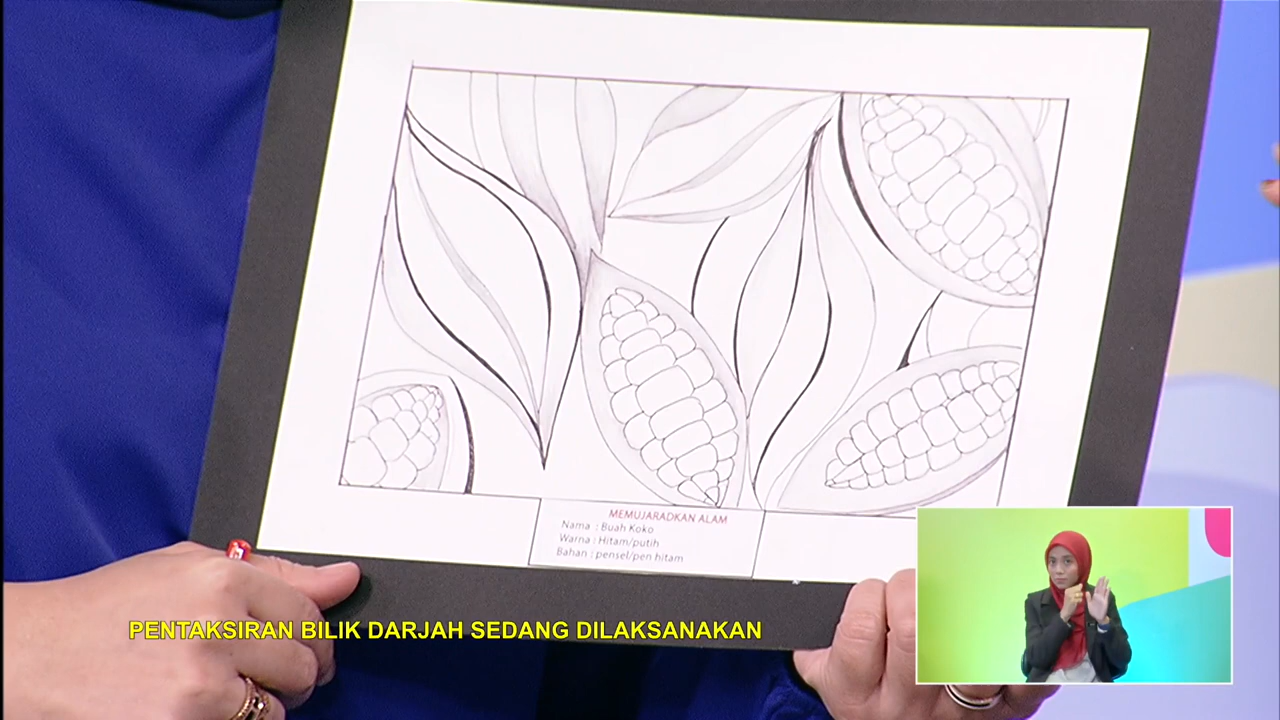 MEMUJARADKAN ALAM
Nama : Buah Koko
Warna : Hitam/putih
Bahan : pensel/pen hitam
PENTAKSIRAN BILIK DARJAH SEDANG DILAKSANAKAN